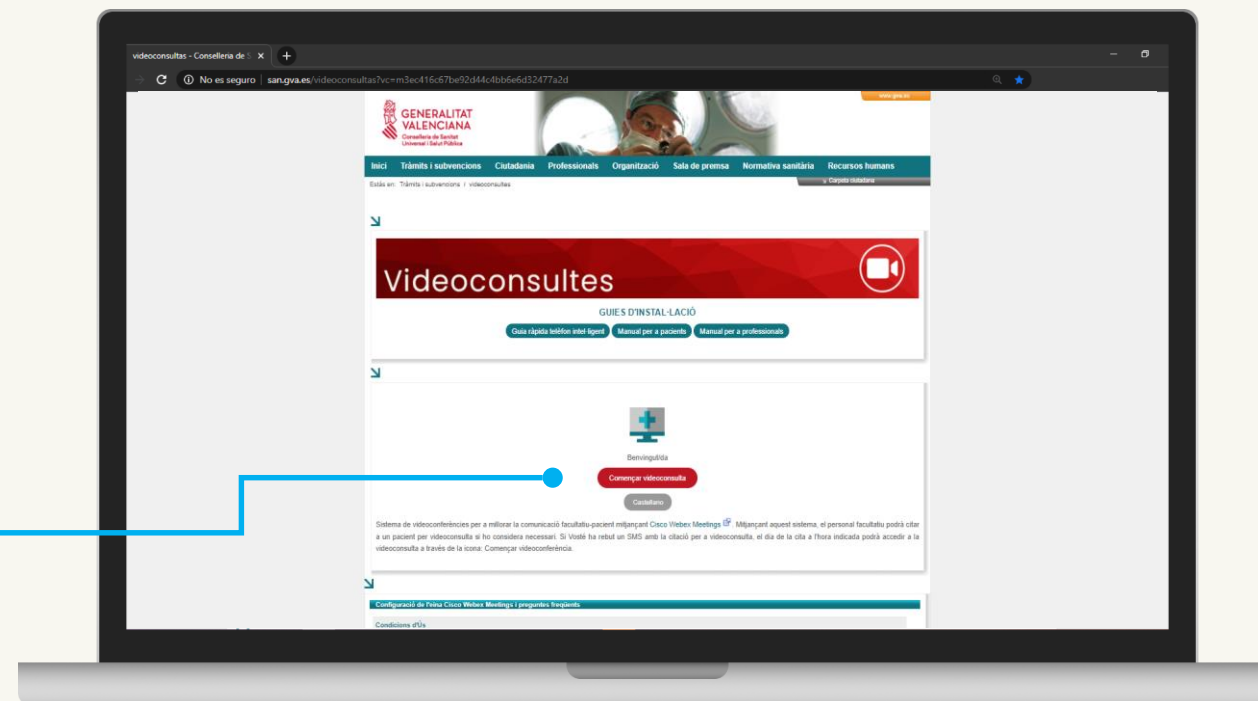 videoconsultas - Conselleria de S
No es seguro | san.gva.es/videoconsultas?vc=m3ec416c67be92d44c4bb6e6d32477a2d
www.gva.es
GENERALITAT
VALENCIANA
Conselleria de Sanitat
Universal i Salut Pública
Inici Tràmits i subvencions Ciutadania Professionals Organització Sala de premsa Normativa sanitària Recursos humans
Estàs en: Tràmits i subvencions / videoconsultes
Carpeta ciutadana
Videoconsultes
GUIES D'INSTAL·LACIÓ
Guia ràpida telèfon intel·ligent Manual per a pacients Manual per a professionals
Benvingut/da
Començar videoconsulta
Castellano
Sistema de videoconferències per a millorar la comunicació facultatiu-pacient mitjançant Cisco Webex Meetings. Mitjançant aquest sistema, el personal facultatiu podrà citar
a un pacient per videoconsulta si ho considera necessari. Si Vostè ha rebut un SMS amb la citació per a videoconsulta, el dia de la cita a l'hora indicada podrà accedir a la
videoconsulta a través de la icona: Començar videoconferència.
Configuració de l'eina Cisco Webex Meetings i preguntes freqüents
Condicions d'Ús